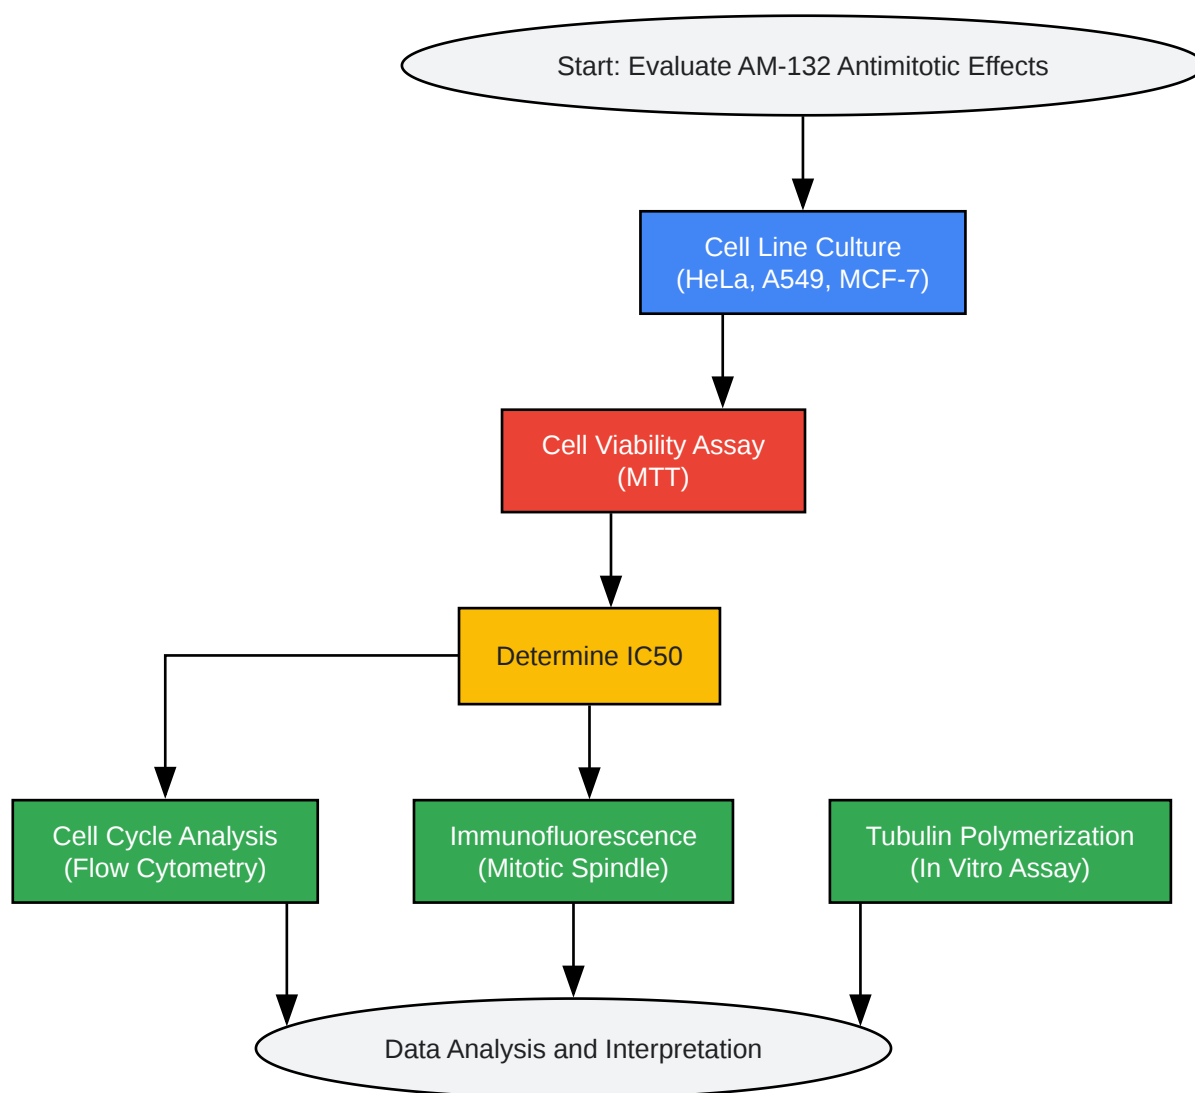 Start: Evaluate AM-132 Antimitotic Effects
Cell Line Culture
(HeLa, A549, MCF-7)
Cell Viability Assay
(MTT)
Determine IC50
Cell Cycle Analysis
(Flow Cytometry)
Immunofluorescence
(Mitotic Spindle)
Tubulin Polymerization
(In Vitro Assay)
Data Analysis and Interpretation